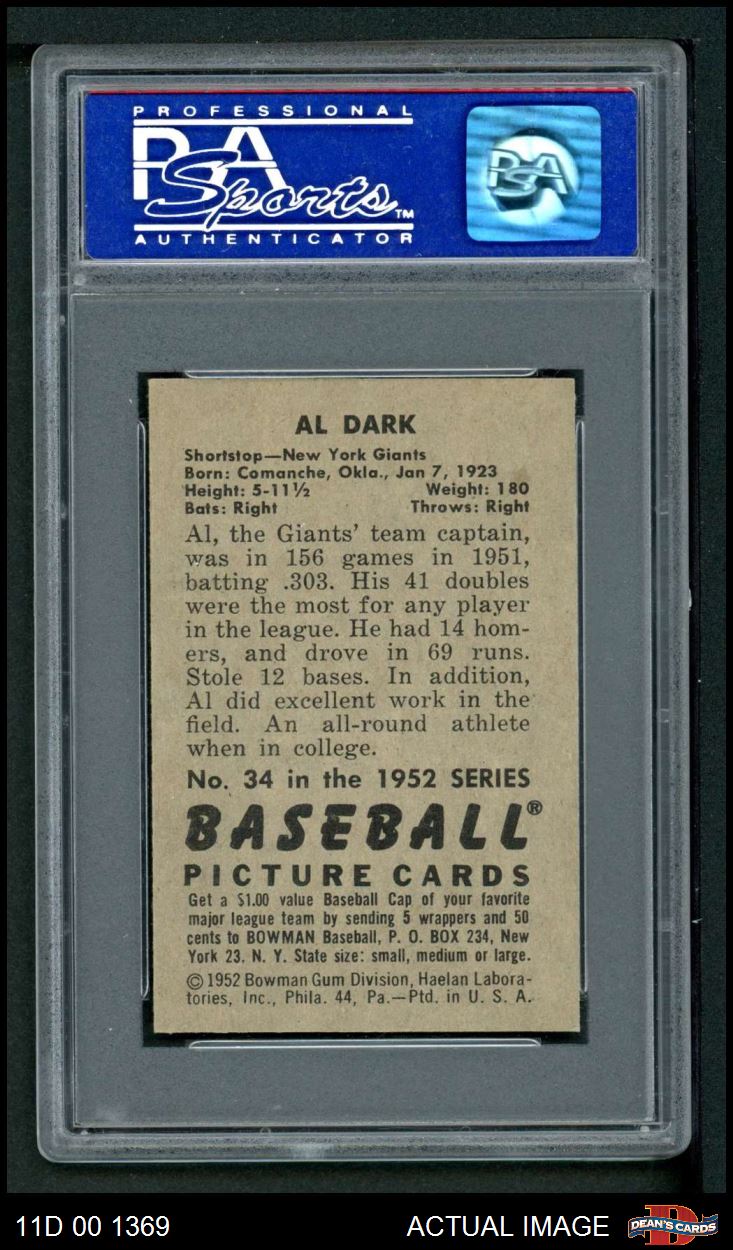 PROFESSIONAL
PSA
Sports™
AUTHENTICATOR
PSA
AL DARK
Shortstop—New York Giants
Born: Comanche, Okla., Jan 7, 1923
Height: 5-11½ Weight: 180
Bats: Right Throws: Right
Al, the Giants' team captain,
was in 156 games in 1951,
batting .303. His 41 doubles
were the most for any player
in the league. He had 14 hom-
ers, and drove in 69 runs.
Stole 12 bases. In addition,
Al did excellent work in the
field. An all-round athlete
when in college.
No. 34 in the 1952 SERIES
BASEBALL®
PICTURE CARDS
Get a $1.00 value Baseball Cap of your favorite
major league team by sending 5 wrappers and 50
cents to BOWMAN Baseball, P. O. BOX 234, New
York 23. N. Y. State size: small, medium or large.
©1952 Bowman Gum Division, Haelan Labora-
tories, Inc., Phila. 44, Pa.—Ptd. in U. S. A.
11D 00 1369 ACTUAL IMAGE D DEAN'S CARDS